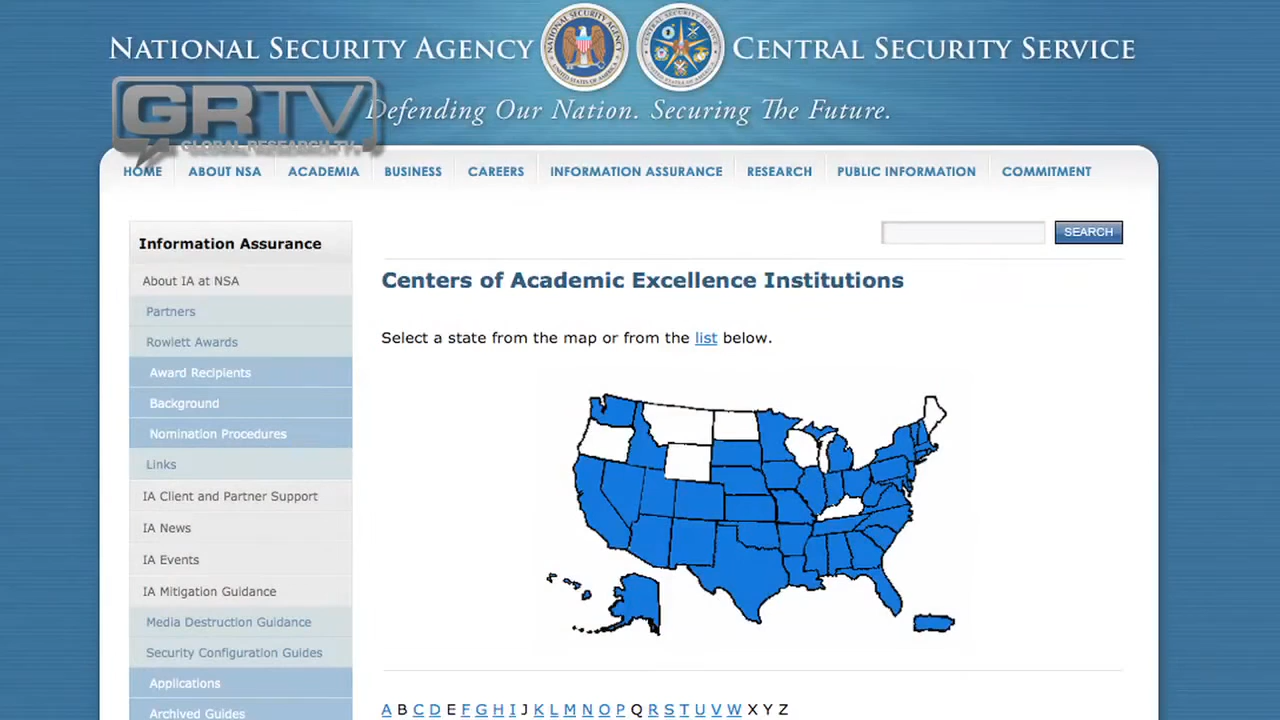 NATIONAL SECURITY AGENCY CENTRAL SECURITY SERVICE
GRTV
GLOBAL RESEARCH TV
Defending Our Nation. Securing The Future.
HOME ABOUT NSA ACADEMIA BUSINESS CAREERS INFORMATION ASSURANCE RESEARCH PUBLIC INFORMATION COMMITMENT
SEARCH
Information Assurance
About IA at NSA
Partners
Rowlett Awards
Award Recipients
Background
Nomination Procedures
Links
IA Client and Partner Support
IA News
IA Events
IA Mitigation Guidance
Media Destruction Guidance
Security Configuration Guides
Applications
Archived Guides
Centers of Academic Excellence Institutions
Select a state from the map or from the list below.
A B C D E F G H I J K L M N O P Q R S T U V W X Y Z